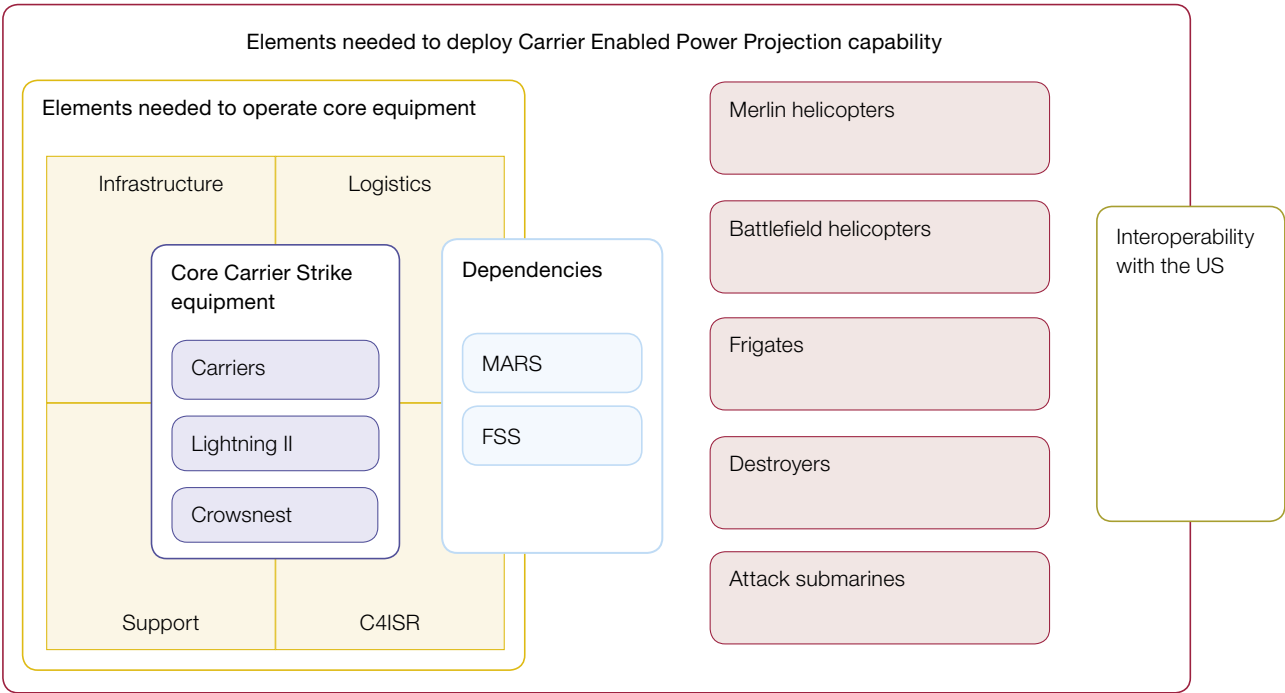 Elements needed to deploy Carrier Enabled Power Projection capability
Elements needed to operate core equipment
Infrastructure
Logistics
Core Carrier Strike
equipment
Carriers
Lightning II
Crowsnest
Support
C4ISR
Dependencies
MARS
FSS
Merlin helicopters
Battlefield helicopters
Frigates
Destroyers
Attack submarines
Interoperability
with the US